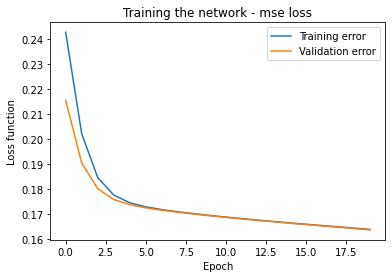 Training the network - mse loss
Training error
Validation error
0.24
0.23
0.22
0.21
0.20
0.19
0.18
0.17
0.16
Loss function
0.0 2.5 5.0 7.5 10.0 12.5 15.0 17.5
Epoch